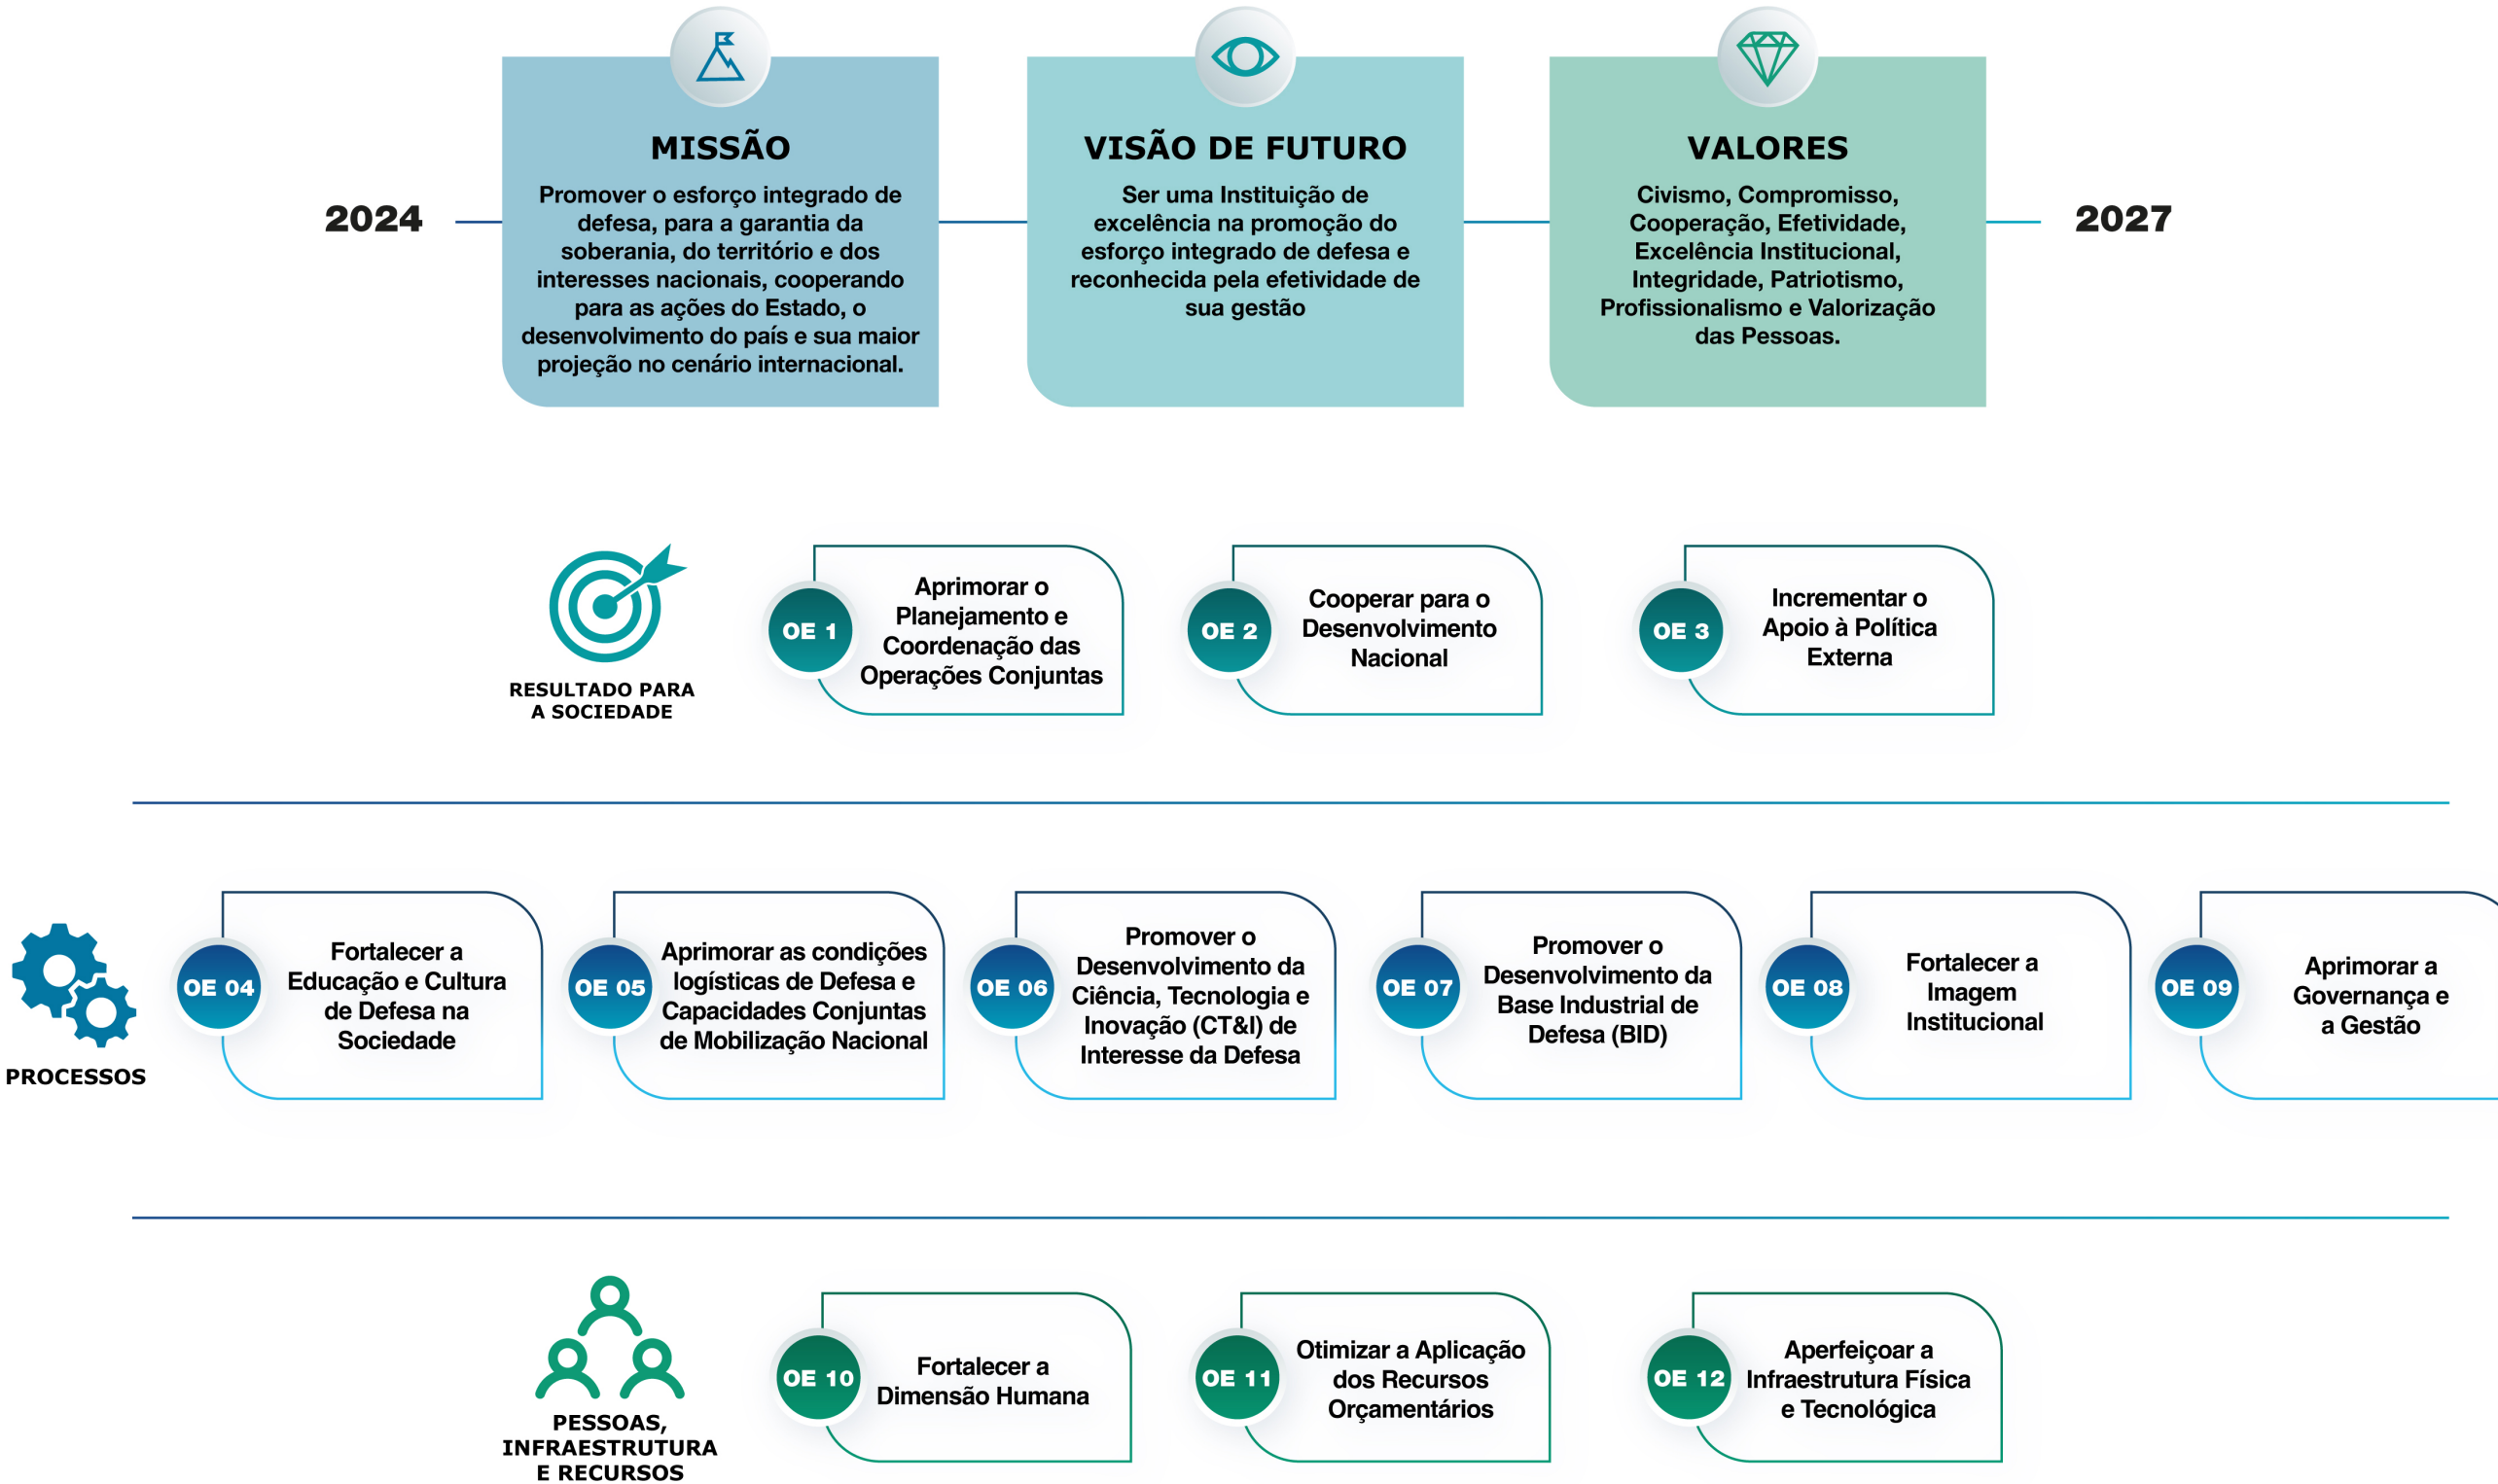 MISSÃO
Promover o esforço integrado de
defesa, para a garantia da
soberania, do território e dos
interesses nacionais, cooperando
para as ações do Estado, o
desenvolvimento do país e sua maior
projeção no cenário internacional.
VISÃO DE FUTURO
Ser uma Instituição de
excelência na promoção do
esforço integrado de defesa e
reconhecida pela efetividade de
sua gestão
VALORES
Civismo, Compromisso,
Cooperação, Efetividade,
Excelência Institucional,
Integridade, Patriotismo,
Profissionalismo e Valorização
das Pessoas.
2024
2027
RESULTADO PARA
A SOCIEDADE
OE 1
Aprimorar o
Planejamento e
Coordenação das
Operações Conjuntas
OE 2
Cooperar para o
Desenvolvimento
Nacional
OE 3
Incrementar o
Apoio à Política
Externa
PROCESSOS
OE 04
Fortalecer a
Educação e Cultura
de Defesa na
Sociedade
OE 05
Aprimorar as condições
logísticas de Defesa e
Capacidades Conjuntas
de Mobilização Nacional
OE 06
Promover o
Desenvolvimento da
Ciência, Tecnologia e
Inovação (CT&I) de
Interesse da Defesa
OE 07
Promover o
Desenvolvimento da
Base Industrial de
Defesa (BID)
OE 08
Fortalecer a
Imagem
Institucional
OE 09
Aprimorar a
Governança e
a Gestão
PESSOAS,
INFRAESTRUTURA
E RECURSOS
OE 10
Fortalecer a
Dimensão Humana
OE 11
Otimizar a Aplicação
dos Recursos
Orçamentários
OE 12
Aperfeiçoar a
Infraestrutura Física
e Tecnológica